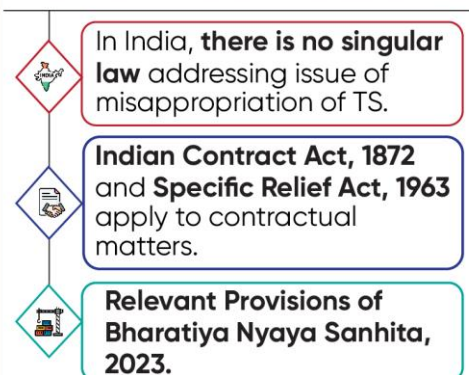 In India, there is no singular
law addressing issue of
misappropriation of TS.
Indian Contract Act, 1872
and Specific Relief Act, 1963
apply to contractual
matters.
Relevant Provisions of
Bharatiya Nyaya Sanhita,
2023.